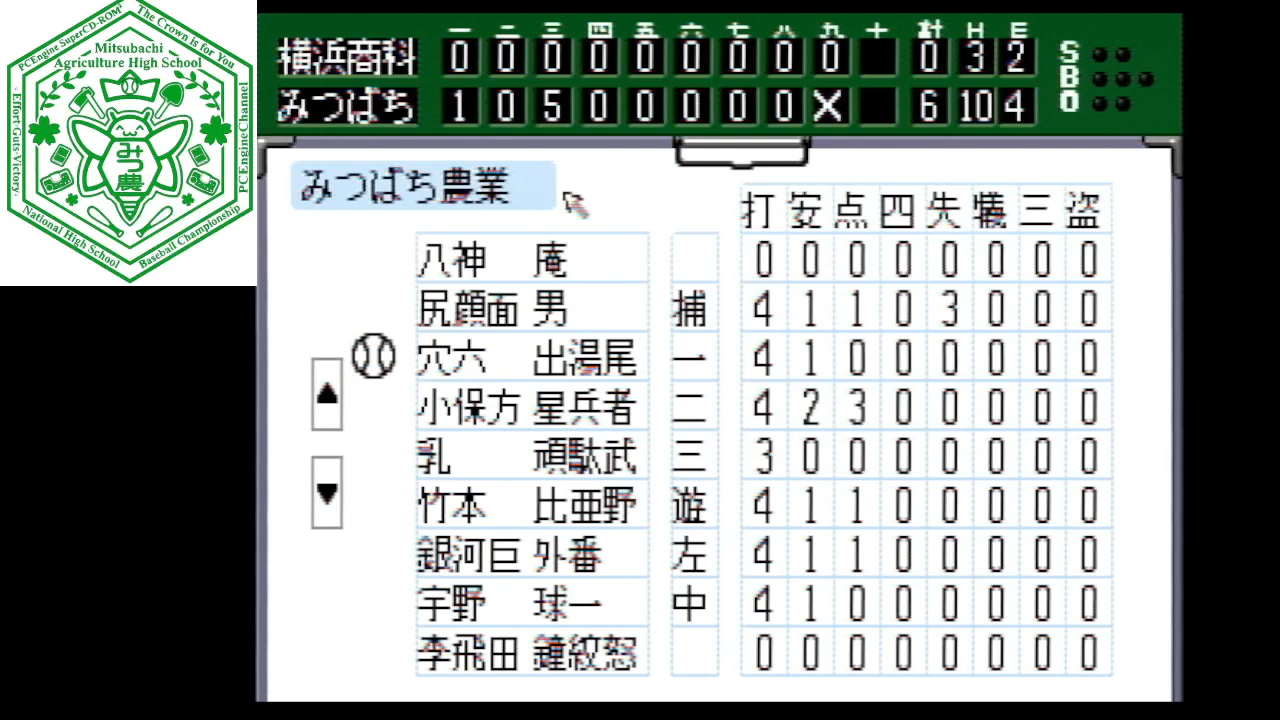 PCEngine SuperCD-ROM² The Crown is for You
Mitsubachi
Agriculture High School
みつ農
-Effort・Guts・Victory-
PCEngineChannel
National High School Baseball Championship
一 二 三 四 五 六 七 八 九 十 計 H E
横浜商科 0 0 0 0 0 0 0 0 0 0 3 2
みつばち 1 0 5 0 0 0 0 0 X 6 10 4
S
B
O
みつばち農業
打 安 点 四 失 犠 三 盗
八神 庵 0 0 0 0 0 0 0 0
尻顔面 男 捕 4 1 1 0 3 0 0 0
穴六 出湯尾 一 4 1 0 0 0 0 0 0
小保方 星兵者 二 4 2 3 0 0 0 0 0
乳 頑駄武 三 3 0 0 0 0 0 0 0
竹本 比亜野 遊 4 1 1 0 0 0 0 0
銀河巨 外番 左 4 1 1 0 0 0 0 0
宇野 球一 中 4 1 0 0 0 0 0 0
李飛田 鐘紋怒 0 0 0 0 0 0 0 0